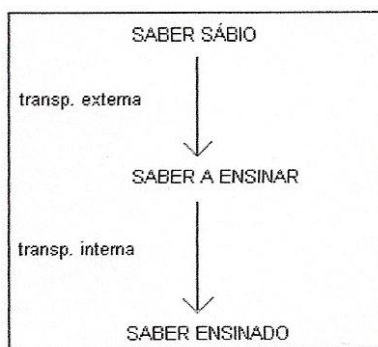 SABER SÁBIO
transp. externa
SABER A ENSINAR
transp. interna
SABER ENSINADO